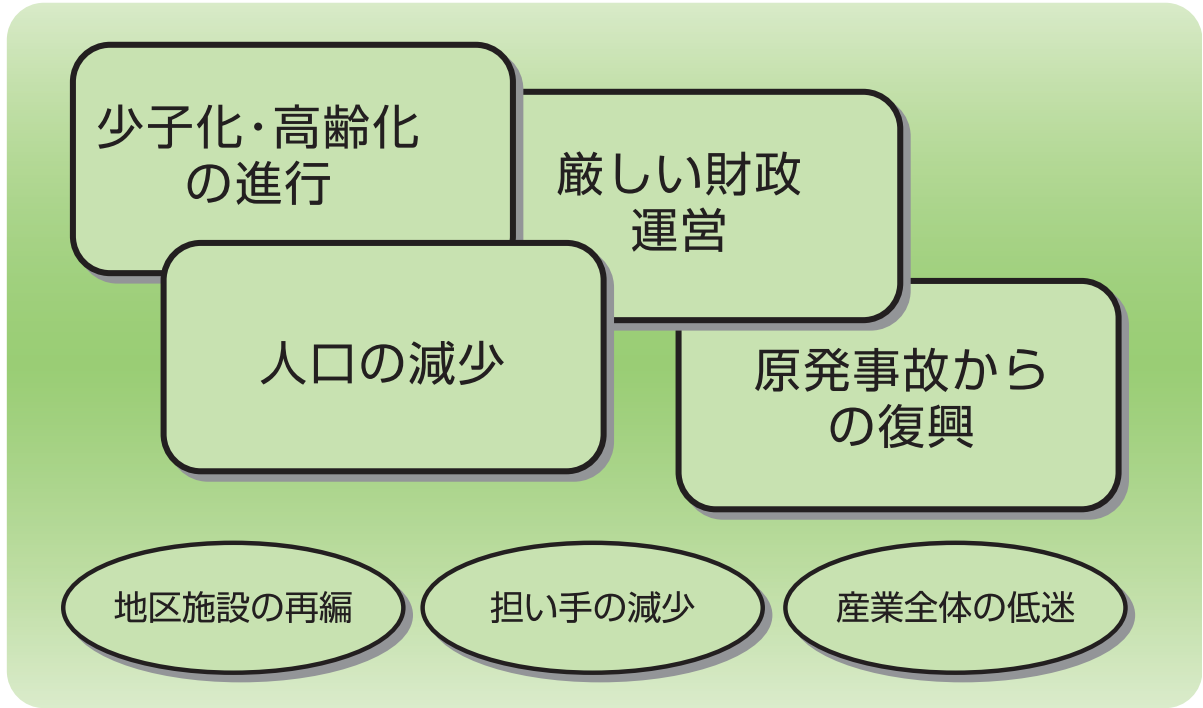 少子化・高齢化
の進行
厳しい財政
運営
人口の減少
原発事故から
の復興
地区施設の再編
担い手の減少
産業全体の低迷